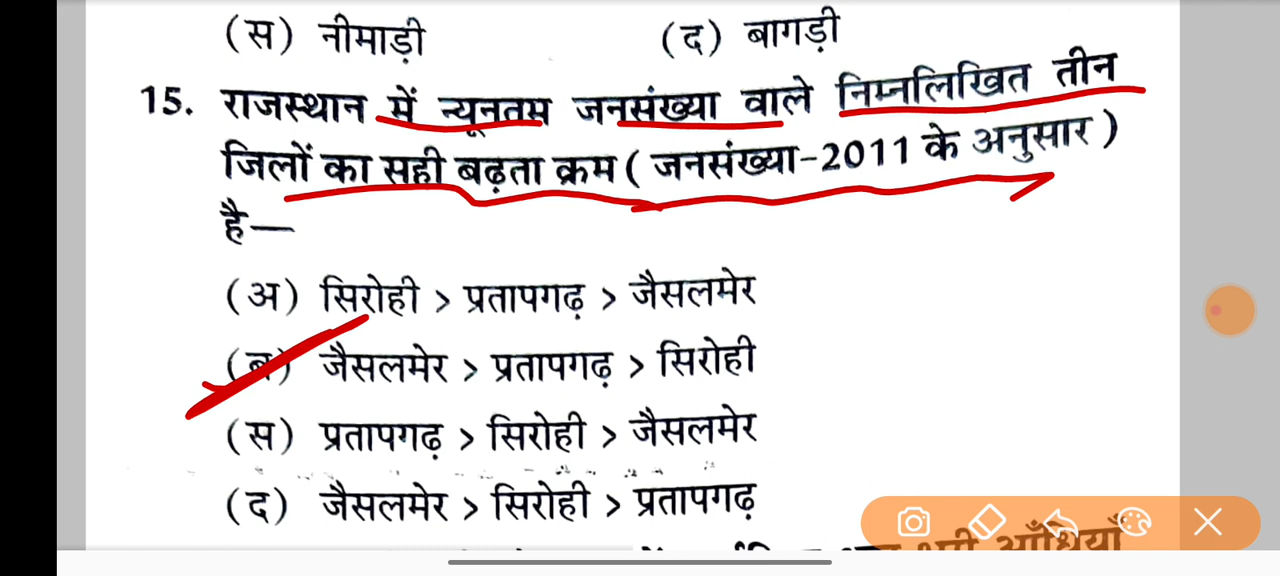 (स) नीमाड़ी (द) बागड़ी
15. राजस्थान में न्यूनतम जनसंख्या वाले निम्नलिखित तीन
जिलों का सही बढ़ता क्रम ( जनसंख्या-2011 के अनुसार )
है—
(अ) सिरोही > प्रतापगढ़ > जैसलमेर
(ब) जैसलमेर > प्रतापगढ़ > सिरोही
(स) प्रतापगढ़ > सिरोही > जैसलमेर
(द) जैसलमेर > सिरोही > प्रतापगढ़
आँधियाँ